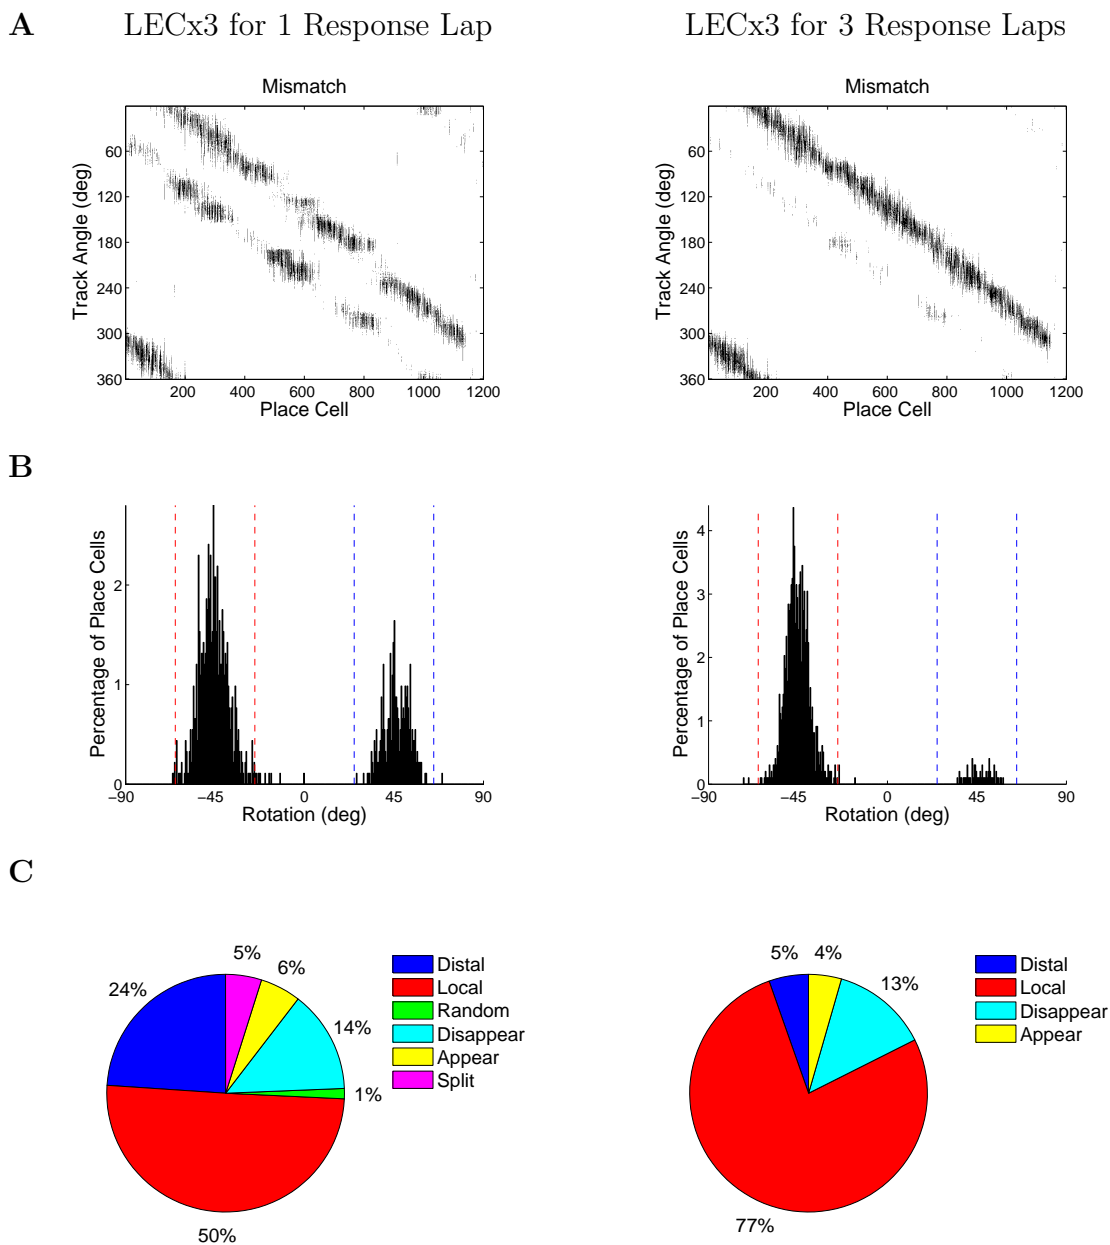 A
LECx3 for 1 Response Lap
LECx3 for 3 Response Laps
Mismatch
Track Angle (deg)
60
120
180
240
300
360
200
400
600
800
1000
1200
Place Cell
Mismatch
Track Angle (deg)
60
120
180
240
300
360
200
400
600
800
1000
1200
Place Cell
B
Percentage of Place Cells
2
1
0
−90
−45
0
45
90
Rotation (deg)
Percentage of Place Cells
4
3
2
1
0
−90
−45
0
45
90
Rotation (deg)
C
5%
6%
24%
14%
1%
50%
Distal
Local
Random
Disappear
Appear
Split
5%
4%
13%
77%
Distal
Local
Disappear
Appear